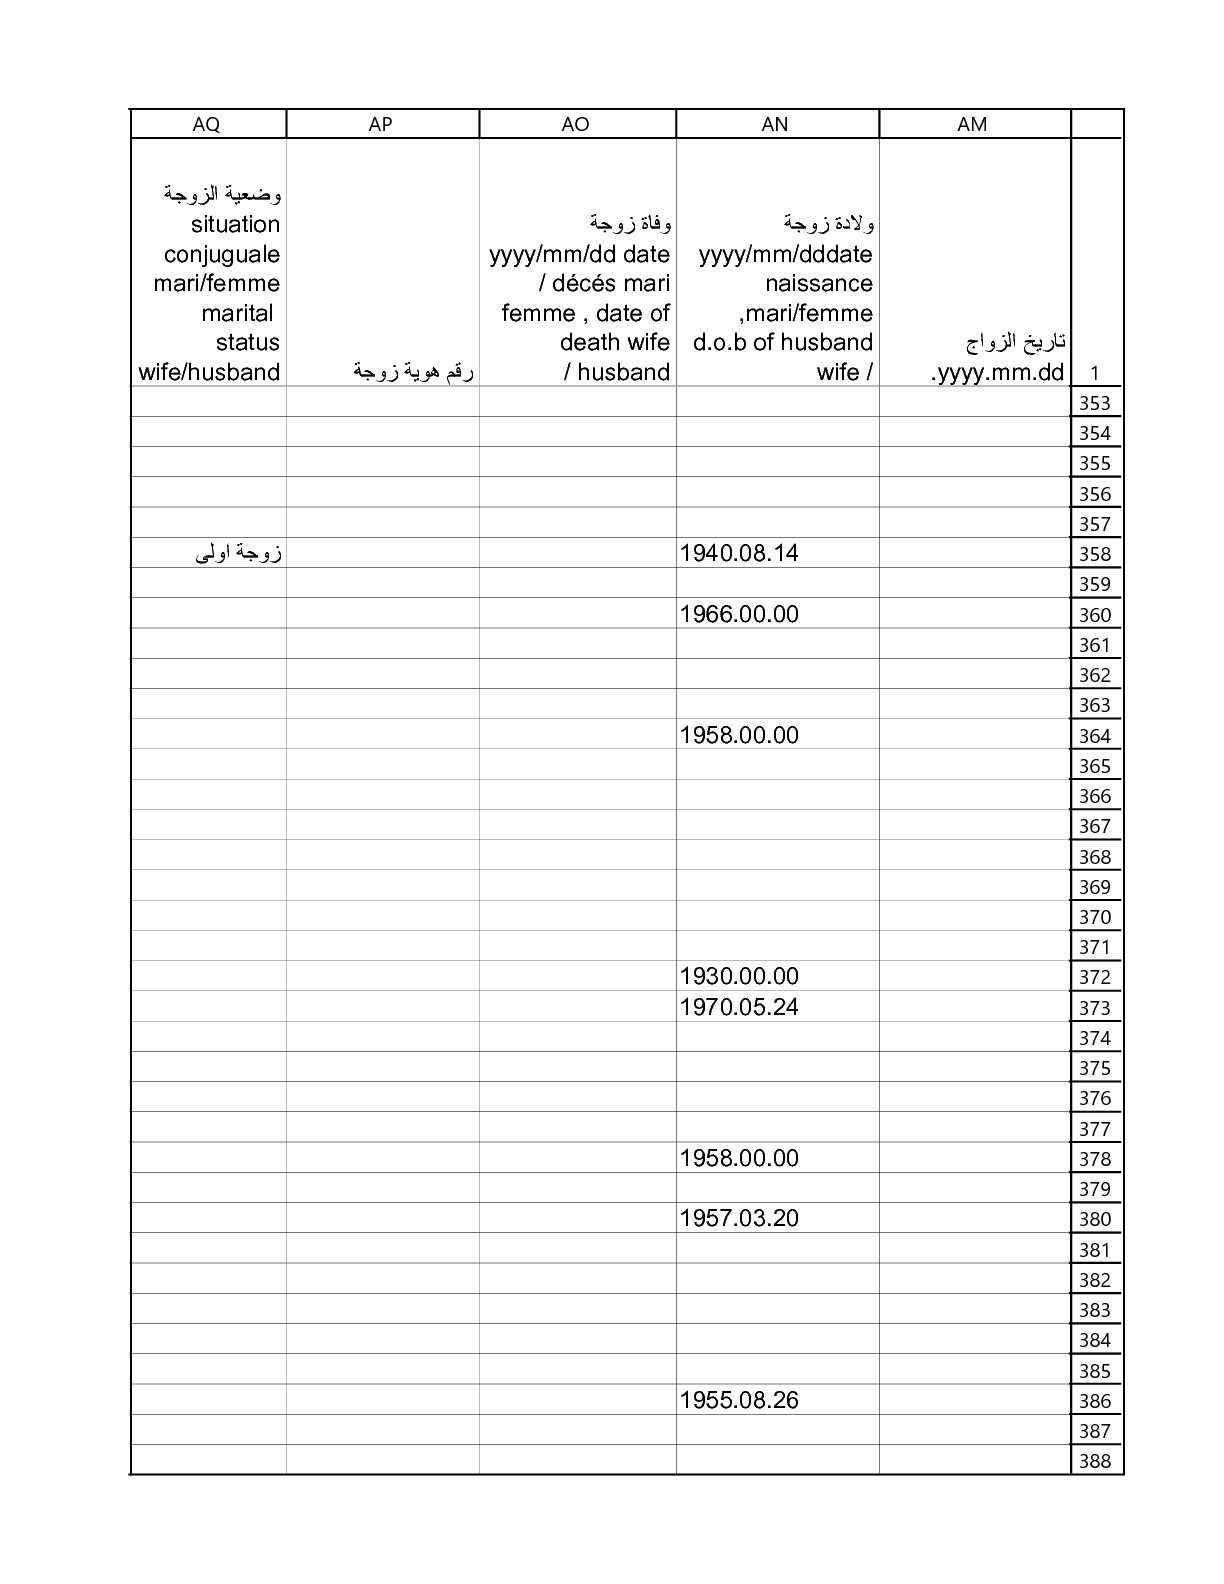 AQ AP AO AN AM
وضعية الزوجة
situation
conjuguale
mari/femme
marital
status
wife/husband
رقم هوية زوجة
وفاة زوجة
yyyy/mm/dd date
/ décés mari
femme , date of
death wife
/ husband
ولادة زوجة
yyyy/mm/dddate
naissance
,mari/femme
d.o.b of husband
wife /
تاريخ الزواج
.yyyy.mm.dd
1
353
354
355
356
357
زوجة اولى 1940.08.14 358
359
1966.00.00 360
361
362
363
1958.00.00 364
365
366
367
368
369
370
371
1930.00.00 372
1970.05.24 373
374
375
376
377
1958.00.00 378
379
1957.03.20 380
381
382
383
384
385
1955.08.26 386
387
388